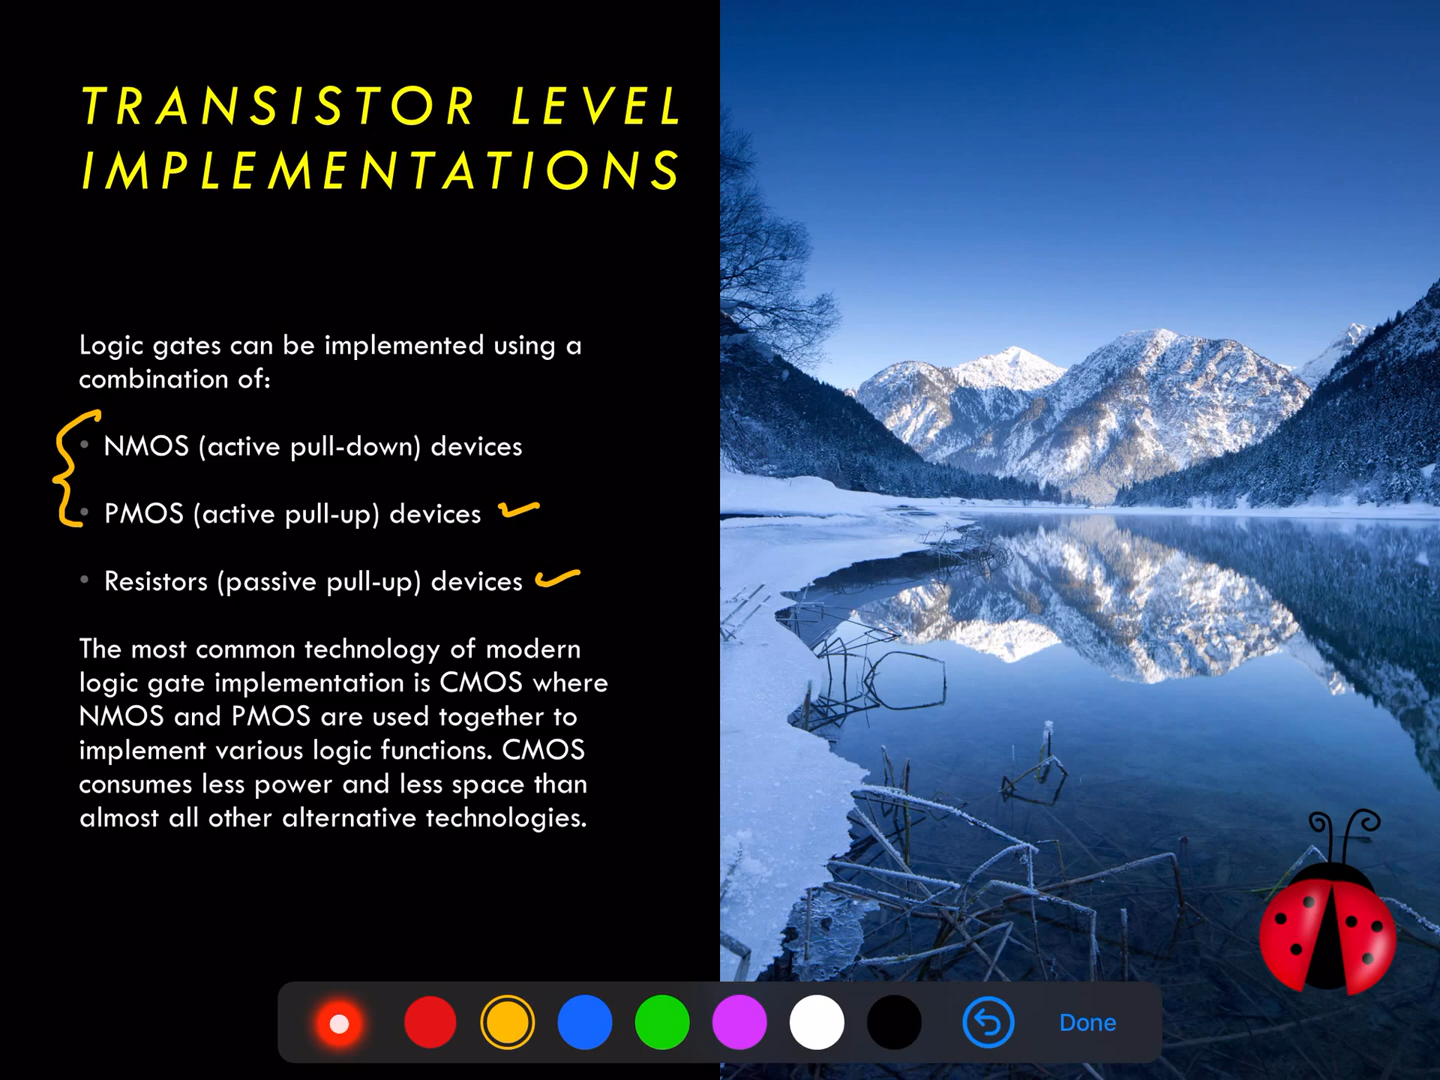 TRANSISTOR LEVEL
IMPLEMENTATIONS
Logic gates can be implemented using a
combination of:
• NMOS (active pull-down) devices
• PMOS (active pull-up) devices
• Resistors (passive pull-up) devices
The most common technology of modern
logic gate implementation is CMOS where
NMOS and PMOS are used together to
implement various logic functions. CMOS
consumes less power and less space than
almost all other alternative technologies.
Done